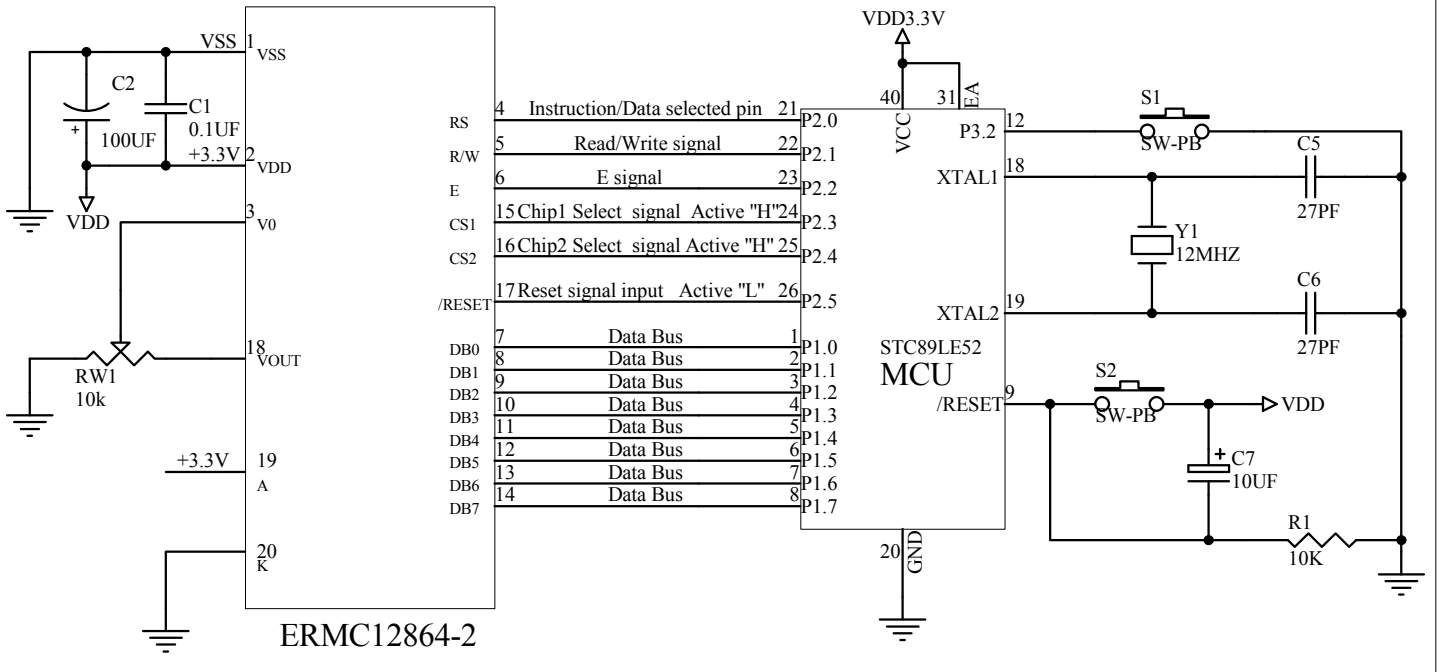 VSS 1
VSS
C2
C1
0.1UF
100UF
+
+3.3V 2
VDD
VDD
3
V0
18
VOUT
RW1
10k
+3.3V 19
A
20
K
ERMC12864-2
RS 4 Instruction/Data selected pin 21 P2.0
R/W 5 Read/Write signal 22 P2.1
E 6 E signal 23 P2.2
CS1 15 Chip1 Select signal Active "H" 24 P2.3
CS2 16 Chip2 Select signal Active "H" 25 P2.4
/RESET 17 Reset signal input Active "L" 26 P2.5
DB0 7 Data Bus 1 P1.0
DB1 8 Data Bus 2 P1.1
DB2 9 Data Bus 3 P1.2
DB3 10 Data Bus 4 P1.3
DB4 11 Data Bus 5 P1.4
DB5 12 Data Bus 6 P1.5
DB6 13 Data Bus 7 P1.6
DB7 14 Data Bus 8 P1.7
VDD3.3V
40 31
VCC EA
STC89LE52
MCU
20 GND
P3.2 12
S1
SW-PB
XTAL1 18
C5
27PF
Y1
12MHZ
XTAL2 19
C6
27PF
/RESET 9
S2
SW-PB
VDD
+ C7
10UF
R1
10K